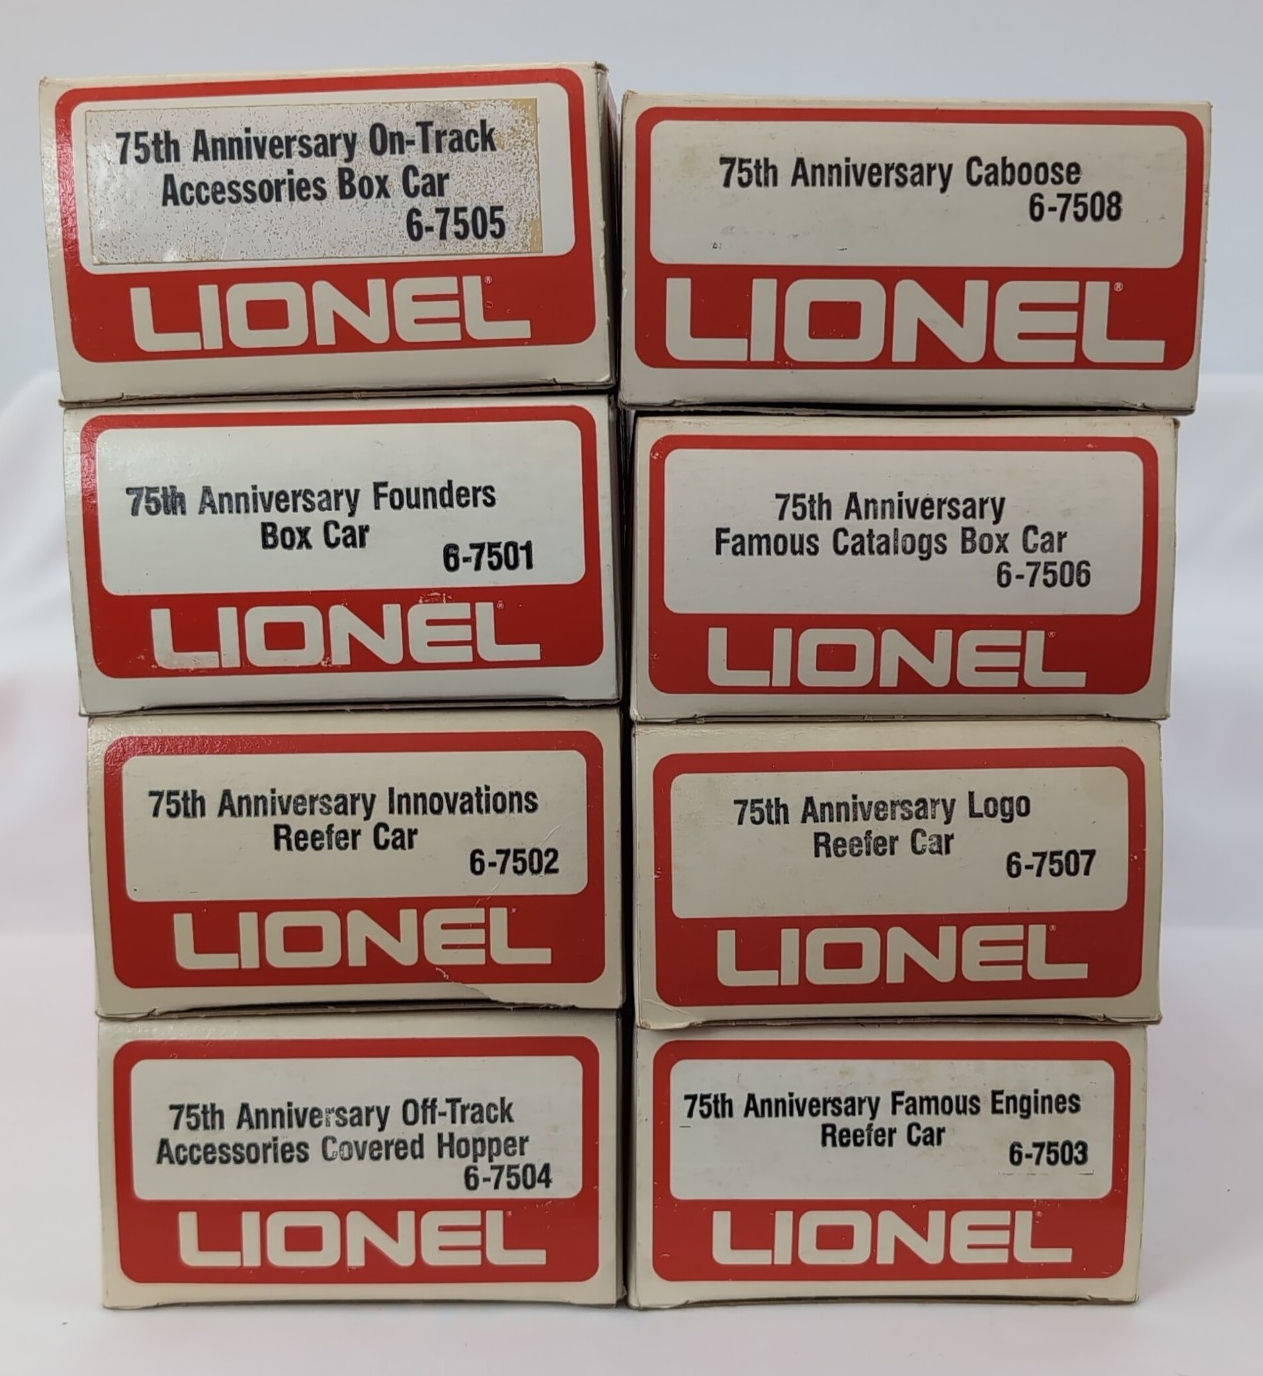 75th Anniversary On-Track
Accessories Box Car
6-7505
LIONEL®
75th Anniversary Founders
Box Car
6-7501
LIONEL®
75th Anniversary Innovations
Reefer Car
6-7502
LIONEL
75th Anniversary Off-Track
Accessories Covered Hopper
6-7504
LIONEL
75th Anniversary Caboose
6-7508
LIONEL®
75th Anniversary
Famous Catalogs Box Car
6-7506
LIONEL®
75th Anniversary Logo
Reefer Car
6-7507
LIONEL
75th Anniversary Famous Engines
Reefer Car
6-7503
LIONEL